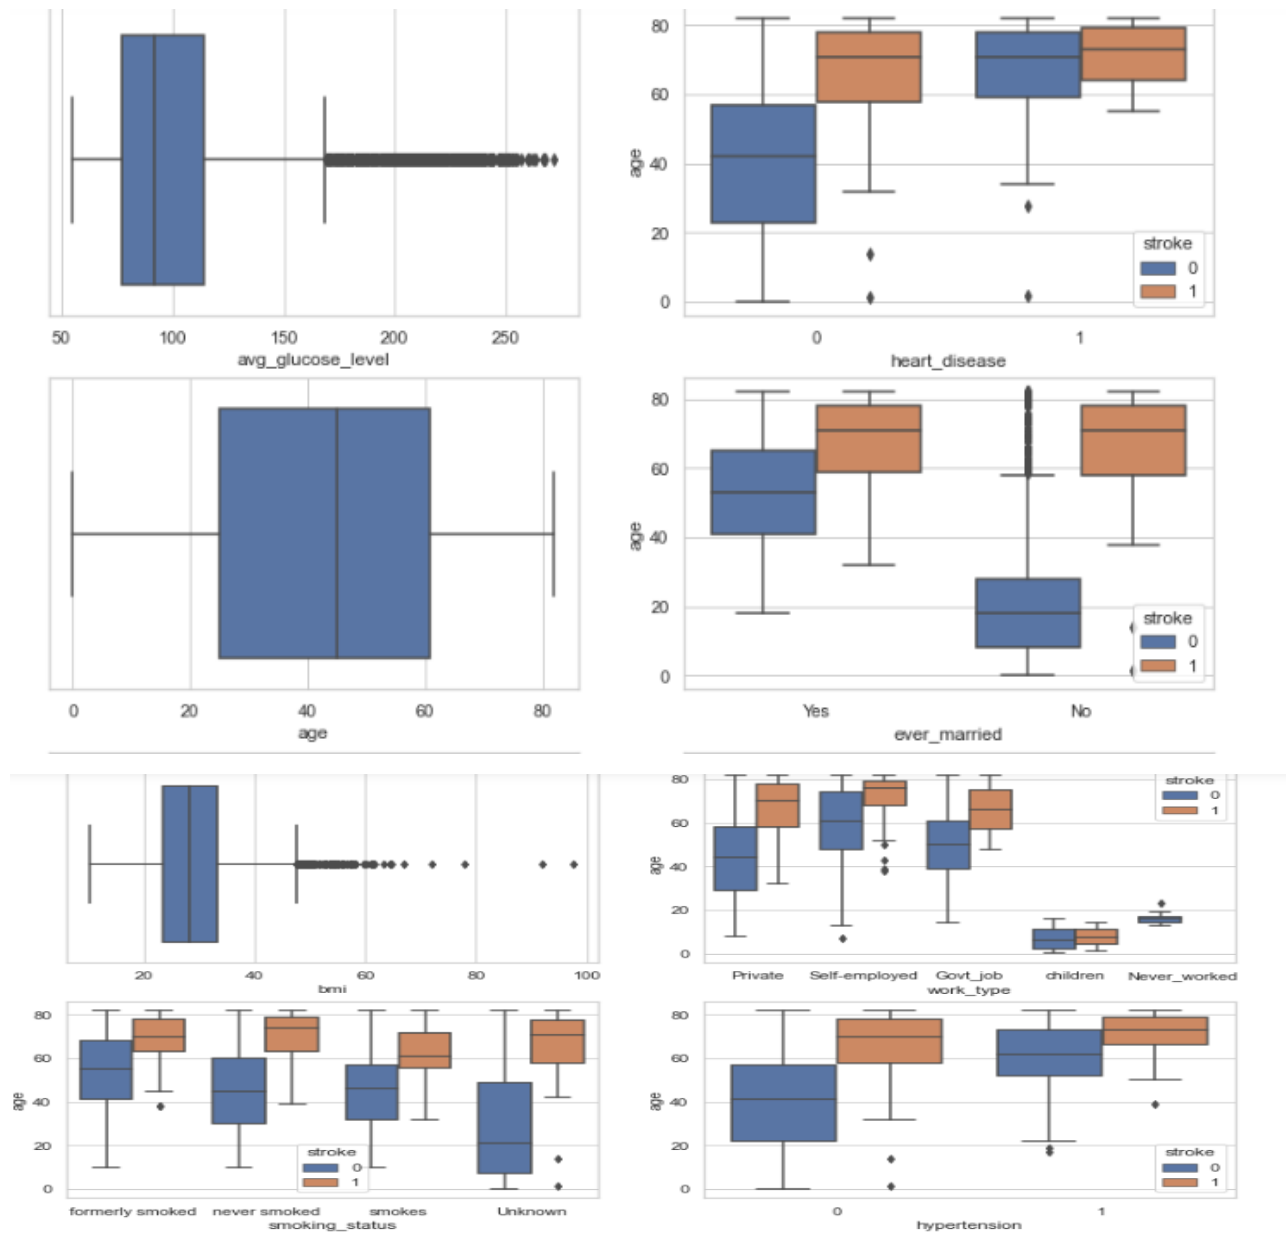 50 100 150 200 250
avg_glucose_level
80
60
40
20
0
age
stroke
0
1
0 1
heart_disease
0 20 40 60 80
age
80
60
40
20
0
age
stroke
0
1
Yes No
ever_married
20 40 60 80 100
bmi
80
60
40
20
0
age
stroke
0
1
Private Self-employed Govt_job children Never_worked
work_type
80
60
40
20
0
age
stroke
0
1
formerly smoked never smoked smokes Unknown
smoking_status
80
60
40
20
0
age
stroke
0
1
0 1
hypertension